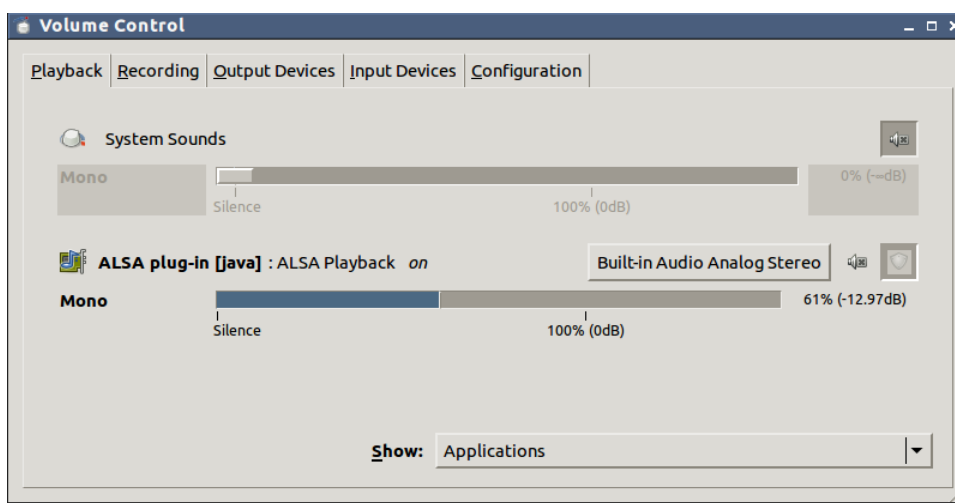 Volume Control
Playback Recording Output Devices Input Devices Configuration
System Sounds
Mono 0% (-∞dB)
Silence 100% (0dB)
ALSA plug-in [java] : ALSA Playback on Built-in Audio Analog Stereo
Mono 61% (-12.97dB)
Silence 100% (0dB)
Show: Applications